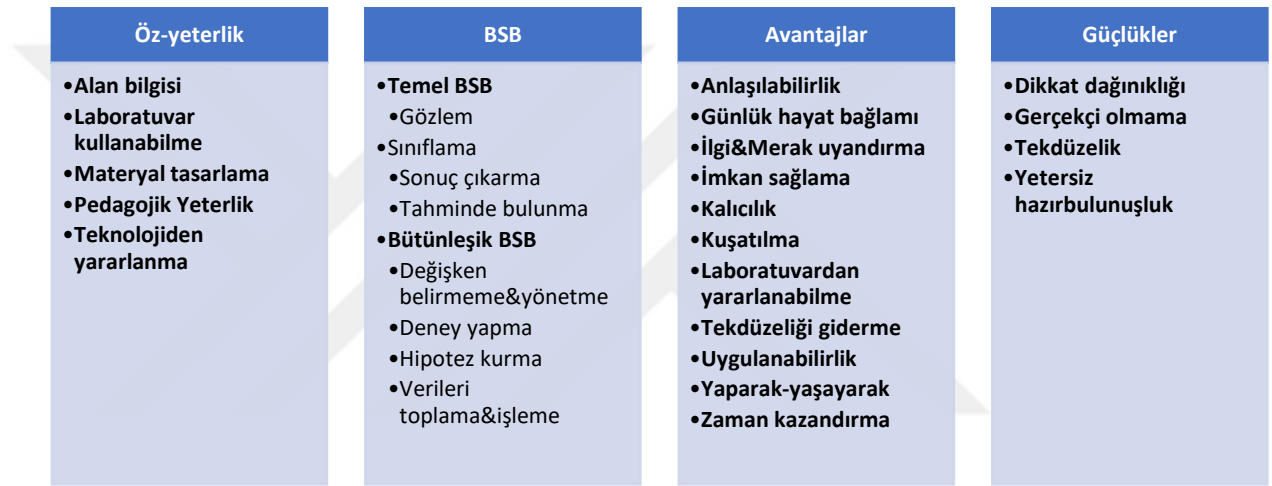 Öz-yeterlik
•Alan bilgisi
•Laboratuvar
kullanabilme
•Materyal tasarlama
•Pedagojik Yeterlik
•Teknolojiden
yararlanma
BSB
•Temel BSB
•Gözlem
•Sınıflama
•Sonuç çıkarma
•Tahminde bulunma
•Bütünleşik BSB
•Değişken
belirmeme&yönetme
•Deney yapma
•Hipotez kurma
•Verileri
toplama&işleme
Avantajlar
•Anlaşılabilirlik
•Günlük hayat bağlamı
•İlgi&Merak uyandırma
•İmkan sağlama
•Kalıcılık
•Kuşatılma
•Laboratuvardan
yararlanabilme
•Tekdüzeliği giderme
•Uygulanabilirlik
•Yaparak-yaşayarak
•Zaman kazandırma
Güçlükler
•Dikkat dağınıklığı
•Gerçekçi olmama
•Tekdüzelik
•Yetersiz
hazırbulunuşluk